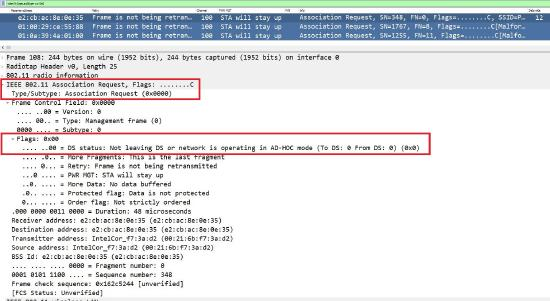 e2:cb:ac:8e:0e:35 Frame is not being retran… 100 STA will stay up Association Request, SN=348, FN=0, Flags=........C, SSID=P… 12
01:00:29:ce:55:88 Frame is not being retran… 100 STA will stay up Association Request, SN=1767, FN=8, Flags=........C[Malfo…
01:0a:39:4a:01:00 Frame is not being retran… 100 STA will stay up Association Request, SN=1255, FN=11, Flags=........C[Malfo…
Frame 108: 244 bytes on wire (1952 bits), 244 bytes captured (1952 bits) on interface 0
Radiotap Header v0, Length 25
802.11 radio information
IEEE 802.11 Association Request, Flags: ........C
Type/Subtype: Association Request (0x0000)
Frame Control Field: 0x0000
.... ..00 = Version: 0
.... 00.. = Type: Management frame (0)
0000 .... = Subtype: 0
Flags: 0x00
.... ..00 = DS status: Not leaving DS or network is operating in AD-HOC mode (To DS: 0 From DS: 0) (0x0)
.... .0.. = More Fragments: This is the last fragment
.... 0... = Retry: Frame is not being retransmitted
...0 .... = PWR MGT: STA will stay up
..0. .... = More Data: No data buffered
.0.. .... = Protected flag: Data is not protected
0... .... = Order flag: Not strictly ordered
.000 0000 0011 0000 = Duration: 48 microseconds
Receiver address: e2:cb:ac:8e:0e:35 (e2:cb:ac:8e:0e:35)
Destination address: e2:cb:ac:8e:0e:35 (e2:cb:ac:8e:0e:35)
Transmitter address: IntelCor_f7:3a:d2 (00:21:6b:f7:3a:d2)
Source address: IntelCor_f7:3a:d2 (00:21:6b:f7:3a:d2)
BSS Id: e2:cb:ac:8e:0e:35 (e2:cb:ac:8e:0e:35)
.... .... .... 0000 = Fragment number: 0
0001 0101 1100 .... = Sequence number: 348
Frame check sequence: 0x162c5244 [unverified]
[FCS Status: Unverified]